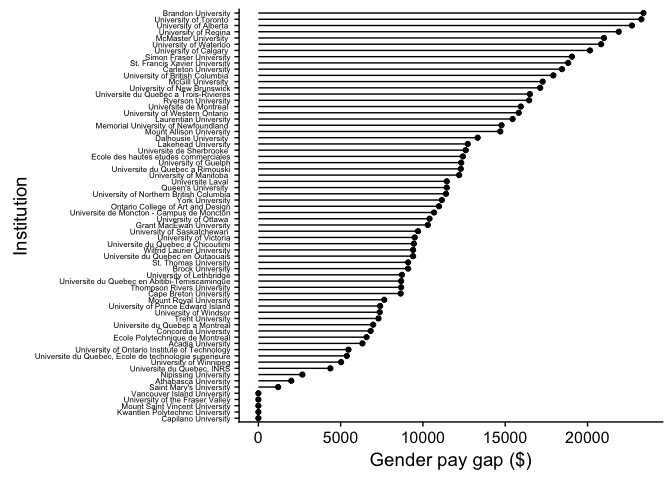 Brandon University
University of Toronto
University of Alberta
University of Regina
McMaster University
University of Waterloo
University of Calgary
Simon Fraser University
St. Francis Xavier University
Carleton University
University of British Columbia
McGill University
University of New Brunswick
Universite du Quebec a Trois-Rivieres
Ryerson University
Universite de Montreal
University of Western Ontario
Laurentian University
Memorial University of Newfoundland
Mount Allison University
Dalhousie University
Lakehead University
Universite de Sherbrooke
Ecole des hautes etudes commerciales
University of Guelph
Universite du Quebec a Rimouski
University of Manitoba
Universite Laval
Queen's University
University of Northern British Columbia
York University
Ontario College of Art and Design
Universite de Moncton - Campus de Moncton
University of Ottawa
Grant MacEwan University
University of Saskatchewan
University of Victoria
Universite du Quebec a Chicoutimi
Wilfrid Laurier University
Universite du Quebec en Outaouais
St. Thomas University
Brock University
University of Lethbridge
Universite du Quebec en Abitibi-Temiscamingue
Thompson Rivers University
Cape Breton University
Mount Royal University
University of Prince Edward Island
University of Windsor
Trent University
Universite du Quebec a Montreal
Concordia University
Ecole Polytechnique de Montreal
Acadia University
University of Ontario Institute of Technology
Universite du Quebec, Ecole de technologie superieure
University of Winnipeg
Universite du Quebec, INRS
Nipissing University
Athabasca University
Saint Mary's University
Vancouver Island University
University of the Fraser Valley
Mount Saint Vincent University
Kwantlen Polytechnic University
Capilano University
Institution
0 5000 10000 15000 20000
Gender pay gap ($)